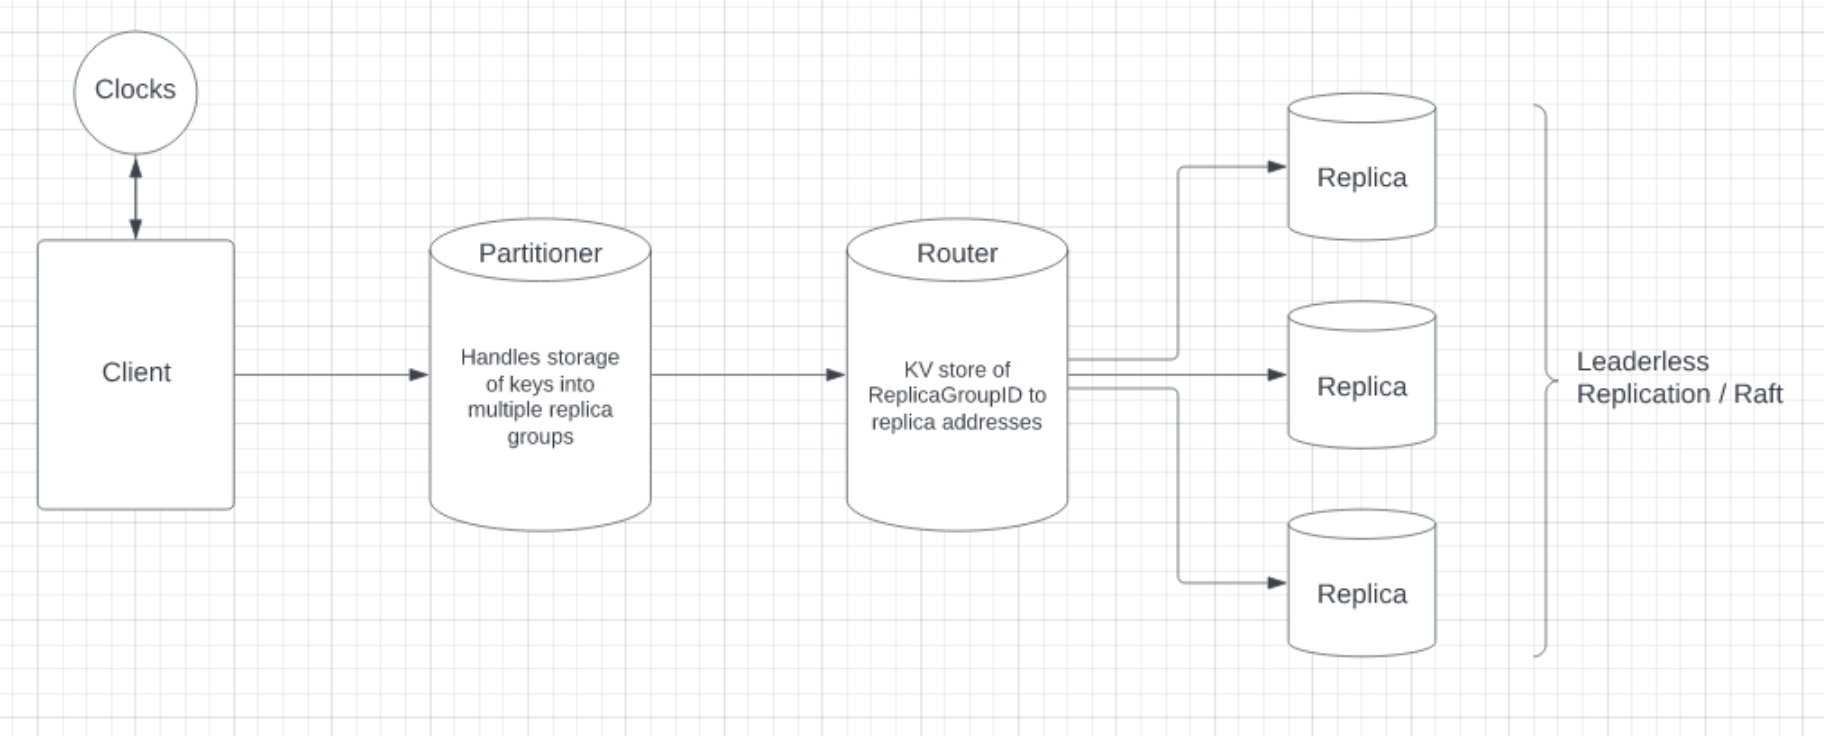 Clocks
Client
Partitioner
Handles storage
of keys into
multiple replica
groups
Router
KV store of
ReplicaGroupID to
replica addresses
Replica
Replica
Replica
Leaderless
Replication / Raft